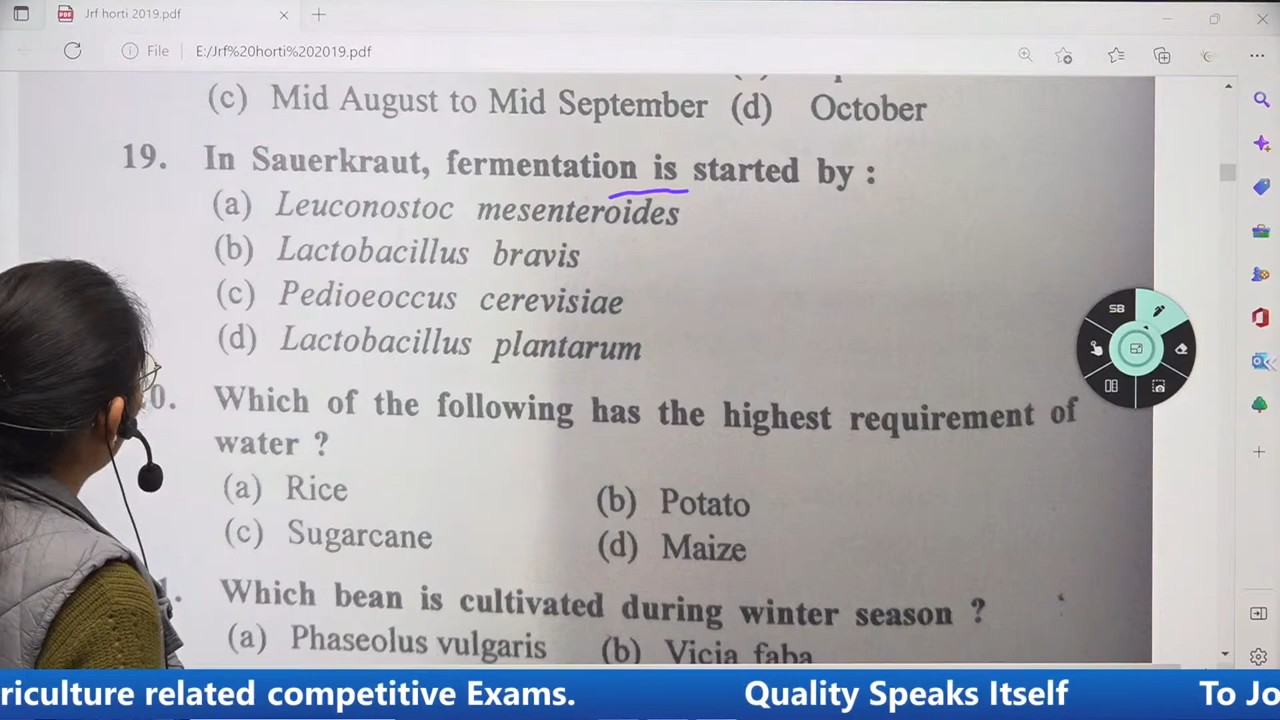 Jrf horti 2019.pdf
File E:/Jrf%20horti%202019.pdf
(c) Mid August to Mid September (d) October
19. In Sauerkraut, fermentation is started by :
(a) Leuconostoc mesenteroides
(b) Lactobacillus bravis
(c) Pedioeoccus cerevisiae
(d) Lactobacillus plantarum
0. Which of the following has the highest requirement of
water ?
(a) Rice (b) Potato
(c) Sugarcane (d) Maize
Which bean is cultivated during winter season ?
(a) Phaseolus vulgaris (b) Vicia faba
SB
riculture related competitive Exams. Quality Speaks Itself To Jo